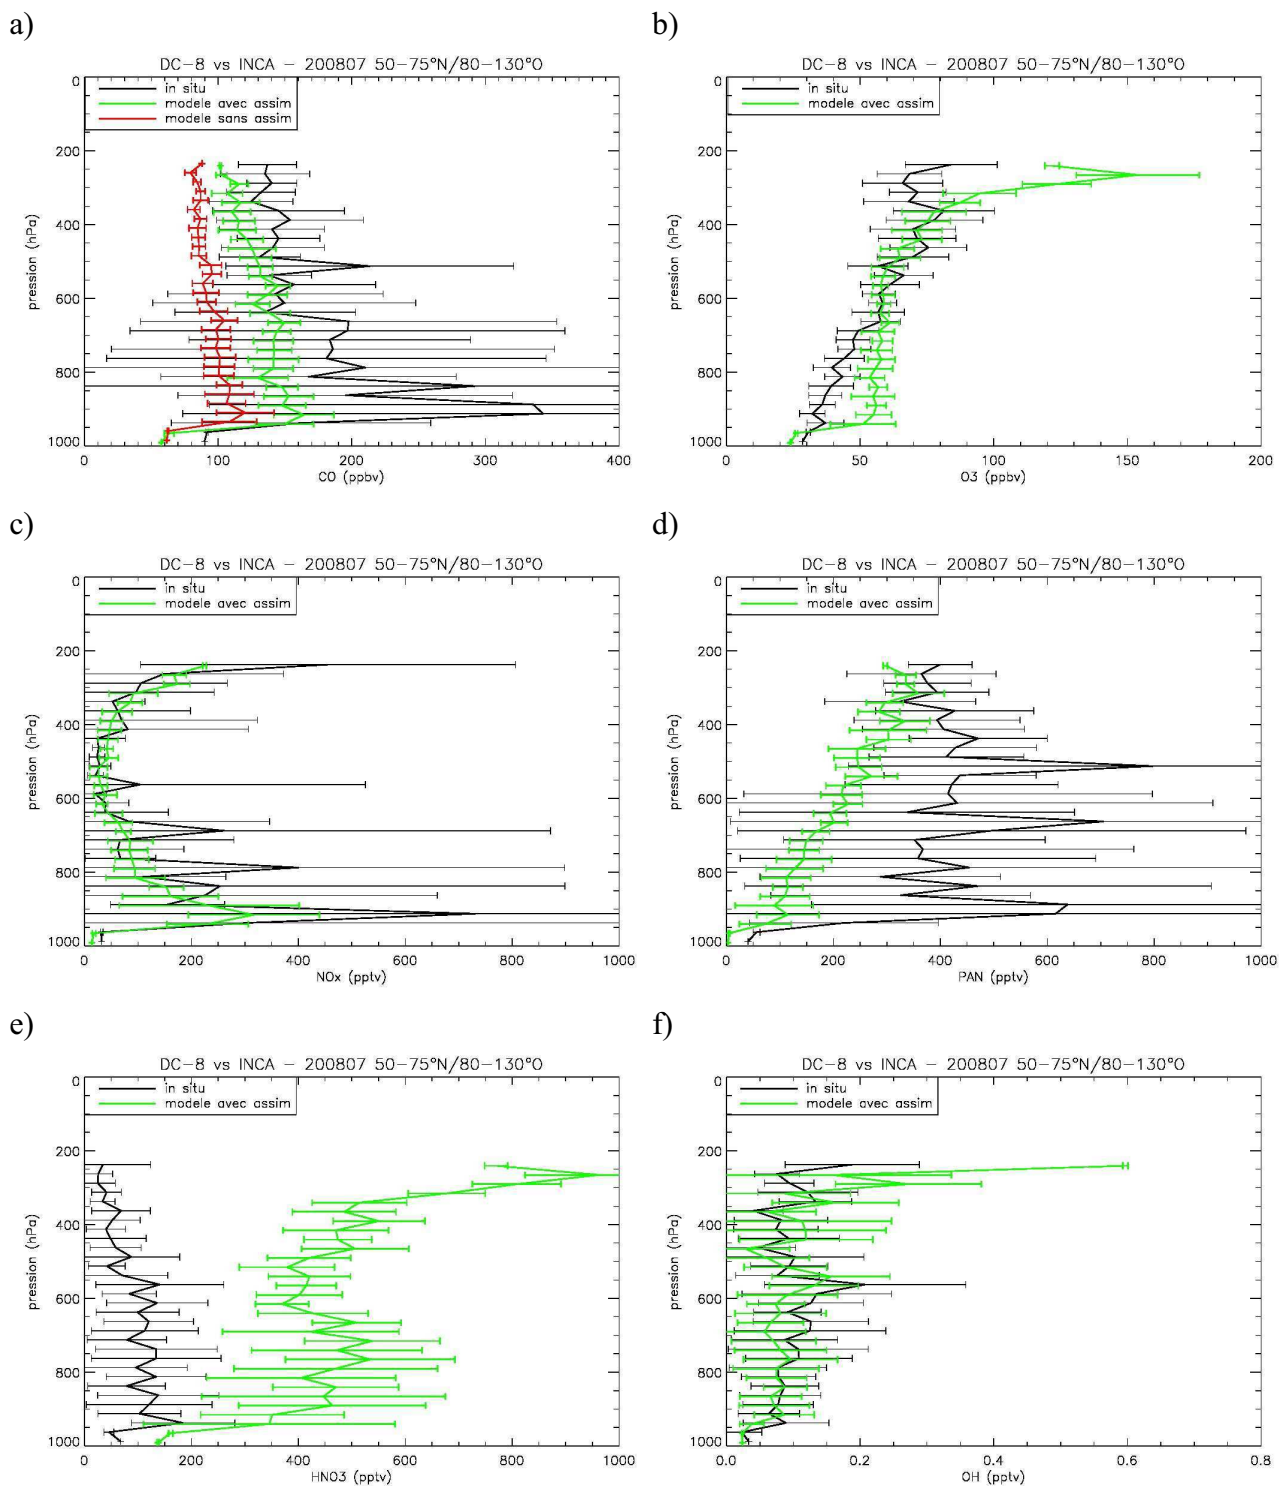 a)
DC-8 vs INCA - 200807 50-75°N/80-130°O
in situ
modele avec assim
modele sans assim
0
200
400
600
800
1000
pression (hPa)
0 100 200 300 400
CO (ppbv)
b)
DC-8 vs INCA - 200807 50-75°N/80-130°O
in situ
modele avec assim
0
200
400
600
800
1000
pression (hPa)
0 50 100 150 200
O3 (ppbv)
c)
DC-8 vs INCA - 200807 50-75°N/80-130°O
in situ
modele avec assim
0
200
400
600
800
1000
pression (hPa)
0 200 400 600 800 1000
NOx (pptv)
d)
DC-8 vs INCA - 200807 50-75°N/80-130°O
in situ
modele avec assim
0
200
400
600
800
1000
pression (hPa)
0 200 400 600 800 1000
PAN (pptv)
e)
DC-8 vs INCA - 200807 50-75°N/80-130°O
in situ
modele avec assim
0
200
400
600
800
1000
pression (hPa)
0 200 400 600 800 1000
HNO3 (pptv)
f)
DC-8 vs INCA - 200807 50-75°N/80-130°O
in situ
modele avec assim
0
200
400
600
800
1000
pression (hPa)
0.0 0.2 0.4 0.6 0.8
OH (pptv)